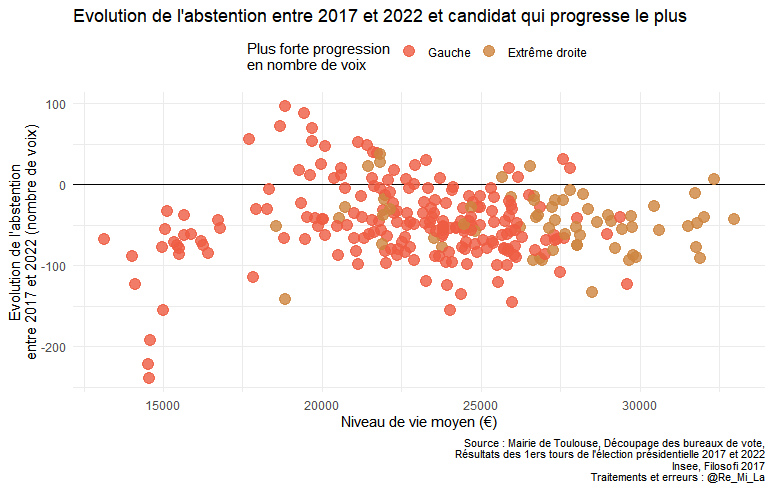 Evolution de l'abstention entre 2017 et 2022 et candidat qui progresse le plus
Plus forte progression
en nombre de voix
Gauche
Extrême droite
Evolution de l'abstention
entre 2017 et 2022 (nombre de voix)
100
0
-100
-200
15000
20000
25000
30000
Niveau de vie moyen (€)
Source : Mairie de Toulouse, Découpage des bureaux de vote,
Résultats des 1ers tours de l'élection présidentielle 2017 et 2022
Insee, Filosofi 2017
Traitements et erreurs : @Re_Mi_La